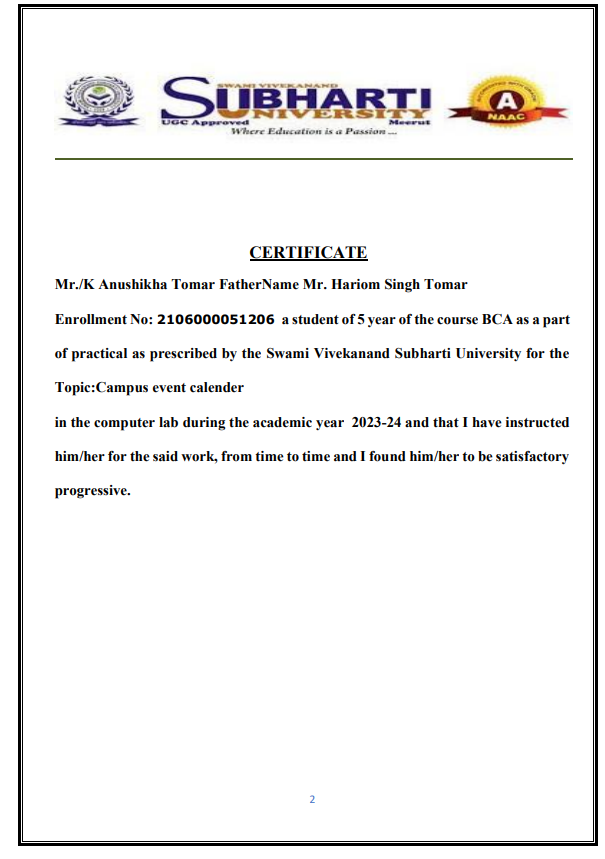 SWAMI VIVEKANAND
SUBHARTI
UNIVERSITY
UGC Approved Meerut
Where Education is a Passion ...
A
NAAC
CERTIFICATE
Mr./K Anushikha Tomar FatherName Mr. Hariom Singh Tomar
Enrollment No: 2106000051206 a student of 5 year of the course BCA as a part
of practical as prescribed by the Swami Vivekanand Subharti University for the
Topic:Campus event calender
in the computer lab during the academic year 2023-24 and that I have instructed
him/her for the said work, from time to time and I found him/her to be satisfactory
progressive.
2